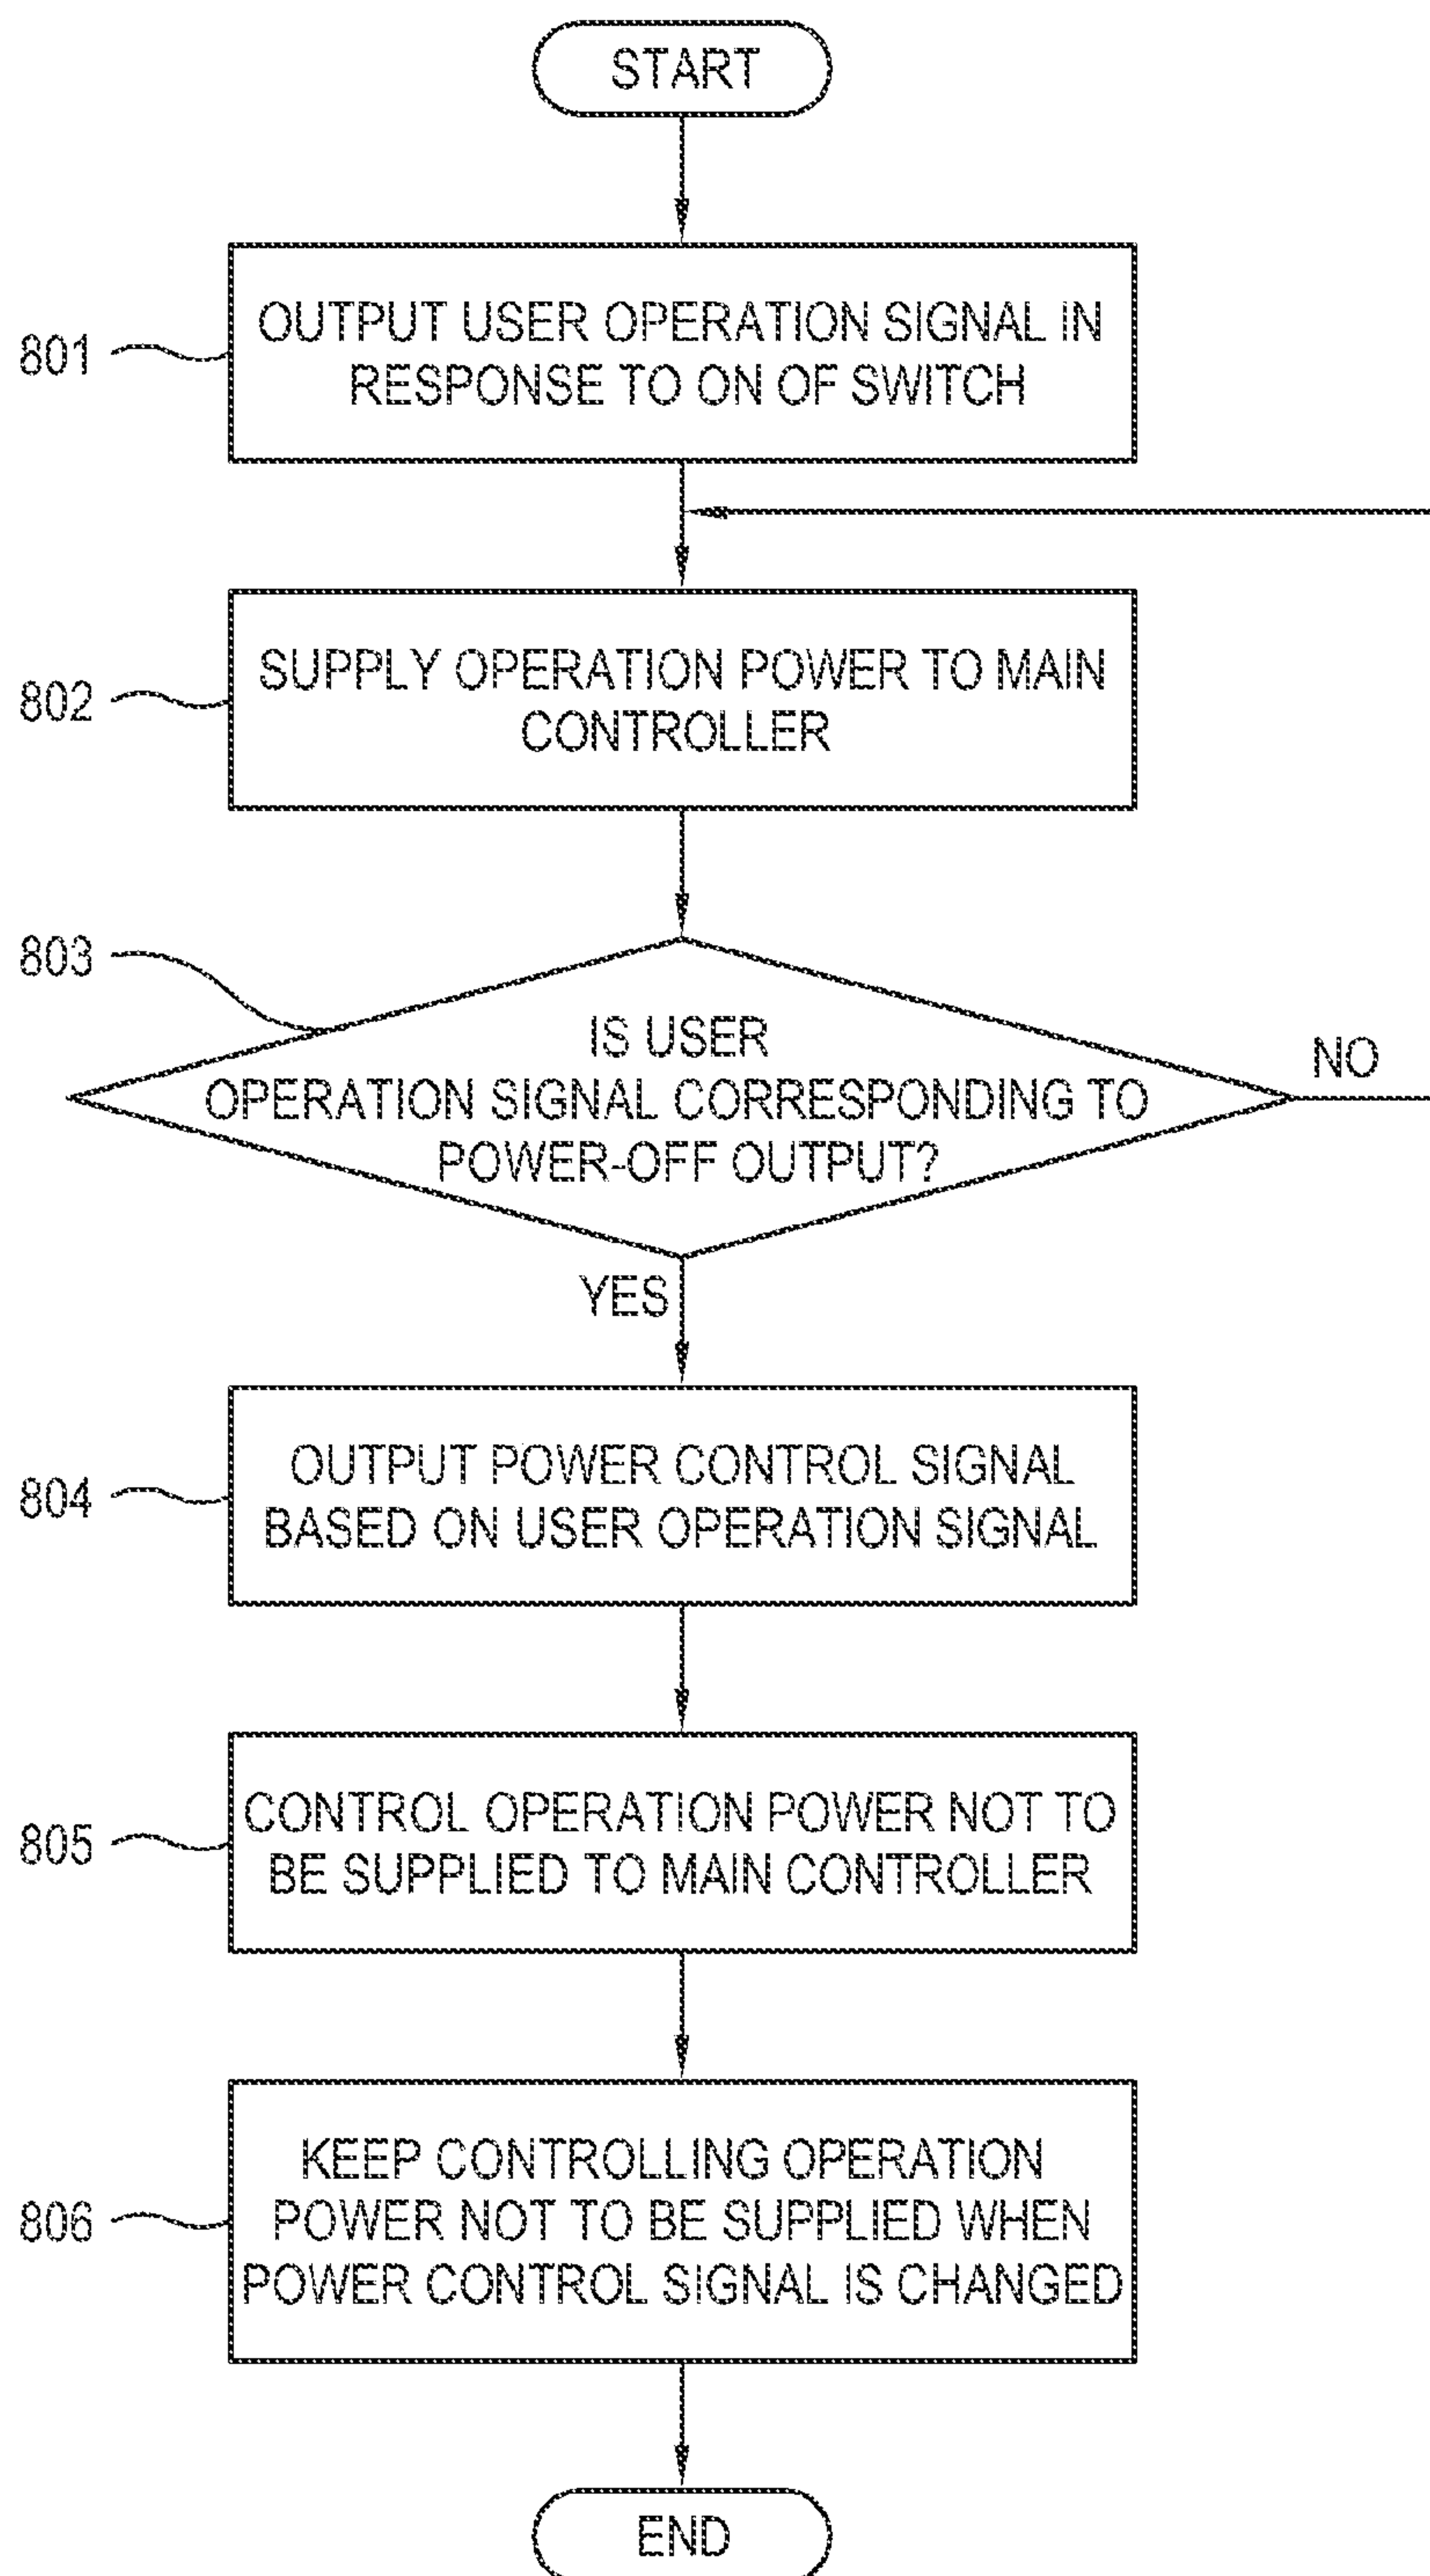 START
801
OUTPUT USER OPERATION SIGNAL IN
RESPONSE TO ON OF SWITCH
802
SUPPLY OPERATION POWER TO MAIN
CONTROLLER
803
IS USER
OPERATION SIGNAL CORRESPONDING TO
POWER-OFF OUTPUT?
NO
YES
804
OUTPUT POWER CONTROL SIGNAL
BASED ON USER OPERATION SIGNAL
805
CONTROL OPERATION POWER NOT TO
BE SUPPLIED TO MAIN CONTROLLER
806
KEEP CONTROLLING OPERATION
POWER NOT TO BE SUPPLIED WHEN
POWER CONTROL SIGNAL IS CHANGED
END